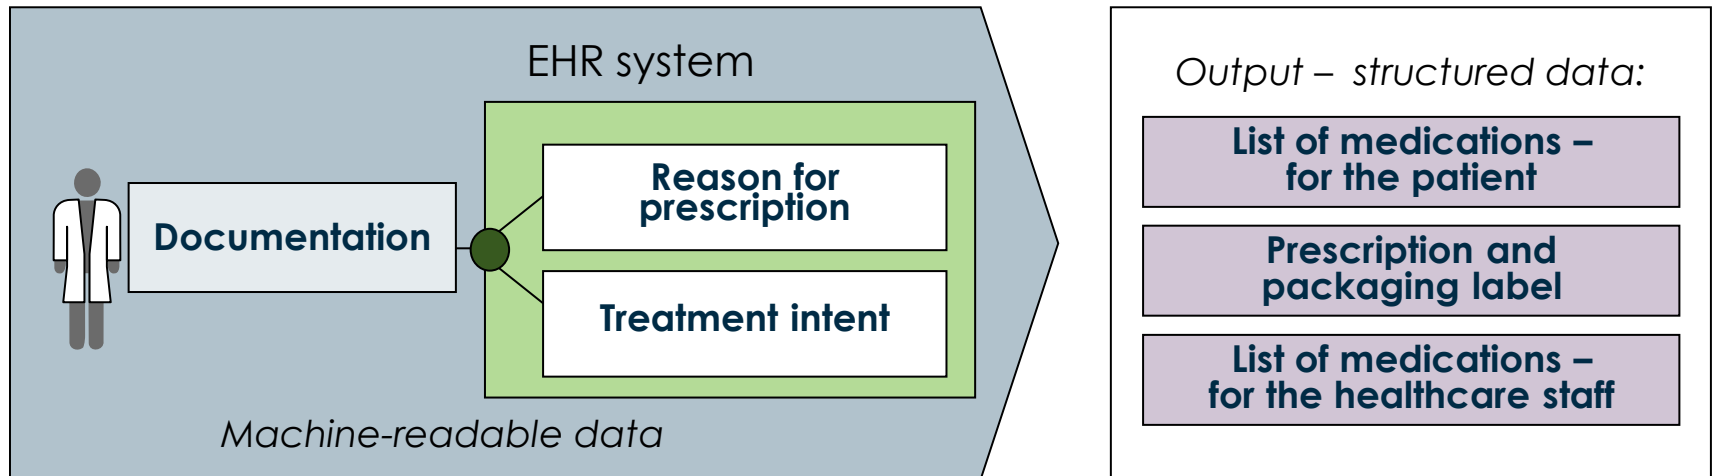 EHR system
Documentation
Reason for
prescription
Treatment intent
Machine-readable data
Output – structured data:
List of medications –
for the patient
Prescription and
packaging label
List of medications –
for the healthcare staff